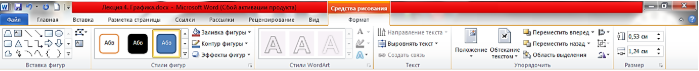 Лекция 6. Графика.docx - Microsoft Word (Сбой активации продукта)
Средства рисования
Файл Главная Вставка Разметка страницы Ссылки Рассылки Рецензирование Вид Формат
Абв Абв Абв
Заливка фигуры
Контур фигуры
Эффекты фигур
A A A
Направление текста
Выровнять текст
Создать связь
Положение
Обтекание текстом
Переместить вперед
Переместить назад
Область выделения
0,53 см
1,24 см
Вставка фигур Стили фигур Стили WordArt Текст Упорядочить Размер